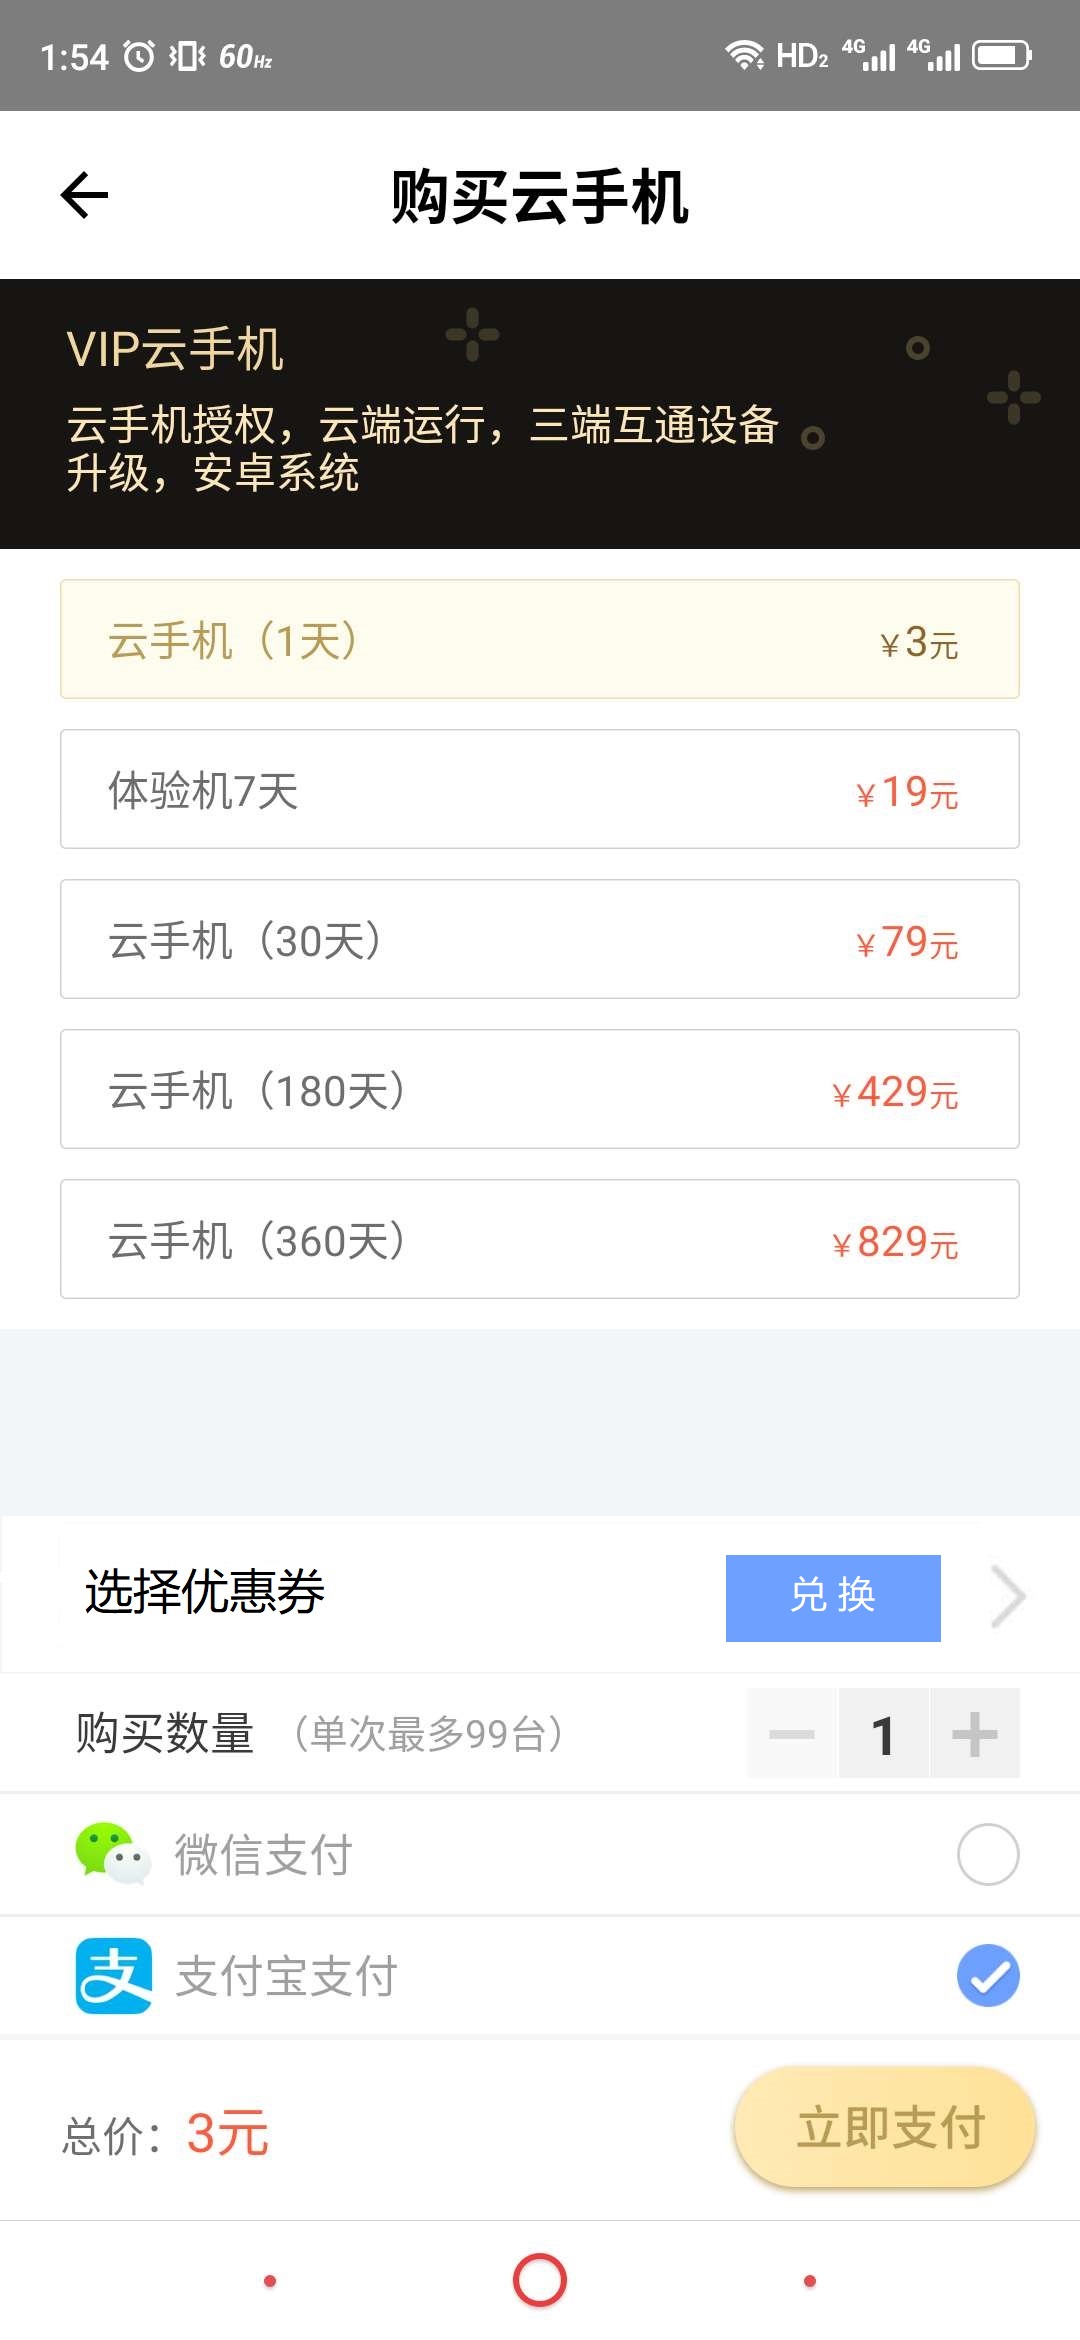 1:54 60Hz HD2 4G 4G
购买云手机
VIP云手机
云手机授权，云端运行，三端互通设备
升级，安卓系统
云手机（1天） ￥3元
体验机7天 ￥19元
云手机（30天） ￥79元
云手机（180天） ￥429元
云手机（360天） ￥829元
选择优惠券 兑换
购买数量 （单次最多99台） 1
微信支付
支 支付宝支付
总价：3元 立即支付